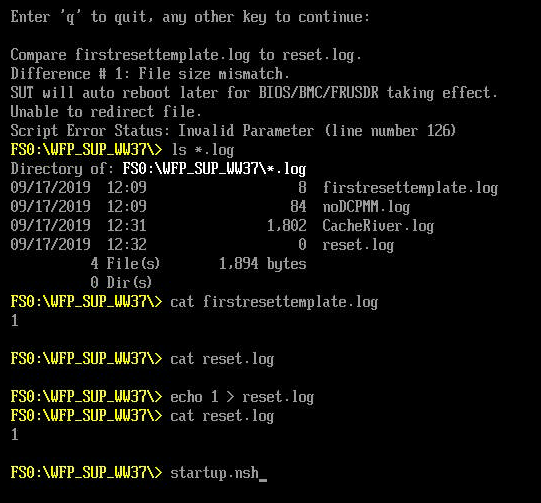 Enter 'q' to quit, any other key to continue:
Compare firstresettemplate.log to reset.log.
Difference # 1: File size mismatch.
SUT will auto reboot later for BIOS/BMC/FRUSDR taking effect.
Unable to redirect file.
Script Error Status: Invalid Parameter (line number 126)
FS0:\WFP_SUP_WW37\> ls *.log
Directory of: FS0:\WFP_SUP_WW37\*.log
09/17/2019  12:09                   8  firstresettemplate.log
09/17/2019  12:09                  84  noDCPMM.log
09/17/2019  12:31               1,802  CacheRiver.log
09/17/2019  12:32                   0  reset.log
4 File(s)       1,894 bytes
0 Dir(s)
FS0:\WFP_SUP_WW37\> cat firstresettemplate.log
1
FS0:\WFP_SUP_WW37\> cat reset.log
FS0:\WFP_SUP_WW37\> echo 1 > reset.log
FS0:\WFP_SUP_WW37\> cat reset.log
1
FS0:\WFP_SUP_WW37\> startup.nsh_